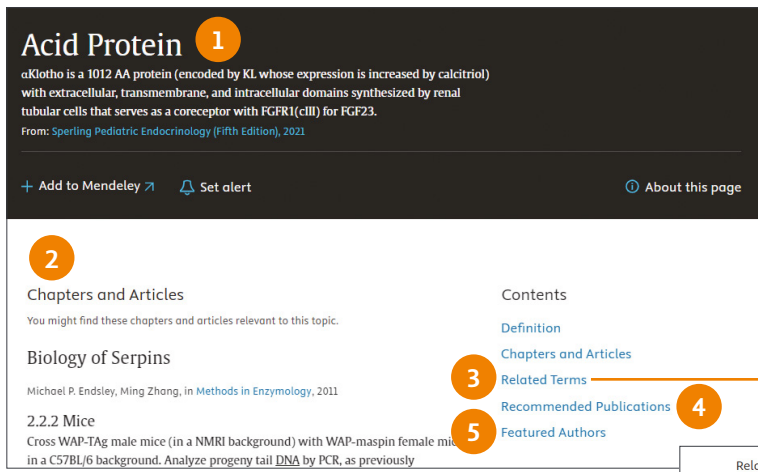 Acid Protein 1
αKlotho is a 1012 AA protein (encoded by KL whose expression is increased by calcitriol)
with extracellular, transmembrane, and intracellular domains synthesized by renal
tubular cells that serves as a coreceptor with FGFR1(cIII) for FGF23.
From: Sperling Pediatric Endocrinology (Fifth Edition), 2021
+ Add to Mendeley ↗ Set alert
About this page
2
Chapters and Articles
You might find these chapters and articles relevant to this topic.
Biology of Serpins
Michael P. Endsley, Ming Zhang, in Methods in Enzymology, 2011
2.2.2 Mice
Cross WAP-TAg male mice (in a NMRI background) with WAP-maspin female
in a C57BL/6 background. Analyze progeny tail DNA by PCR, as previously
Contents
Definition
Chapters and Articles
3 Related Terms
Recommended Publications 4
5 Featured Authors